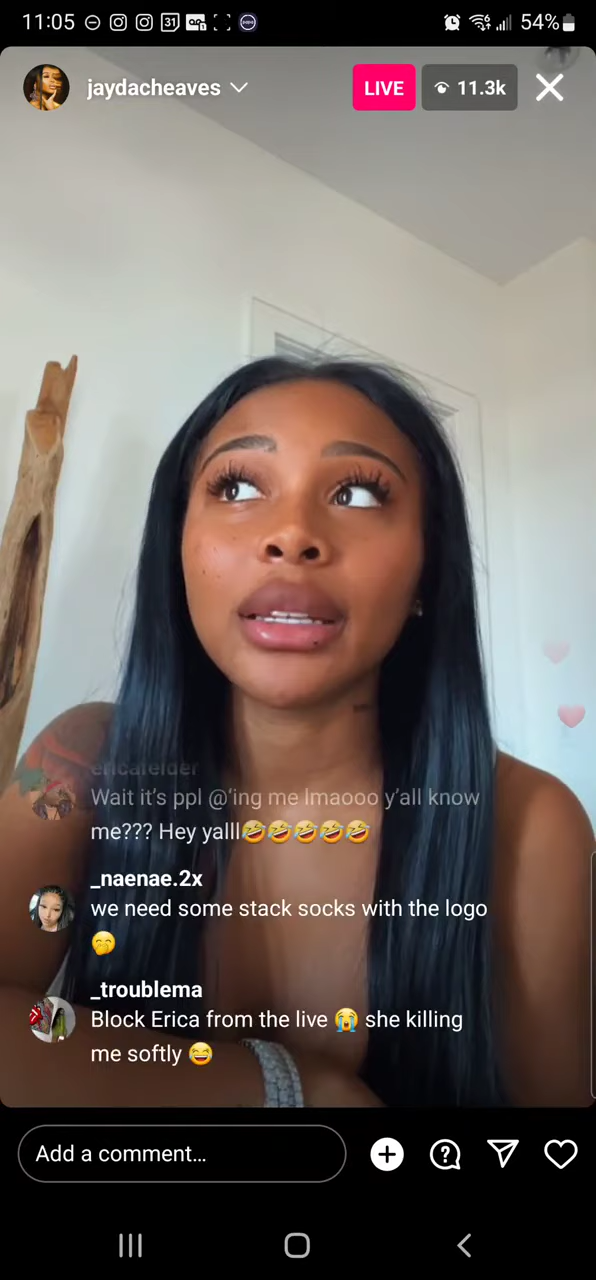 11:05
31
54%
jaydacheaves
LIVE
11.3k
ericafelder
Wait it's ppl @'ing me lmaooo y'all know
me??? Hey yalll🤣🤣🤣🤣🤣
_naenae.2x
we need some stack socks with the logo
🤭
_troublema
Block Erica from the live 😭 she killing
me softly 😆
Add a comment...